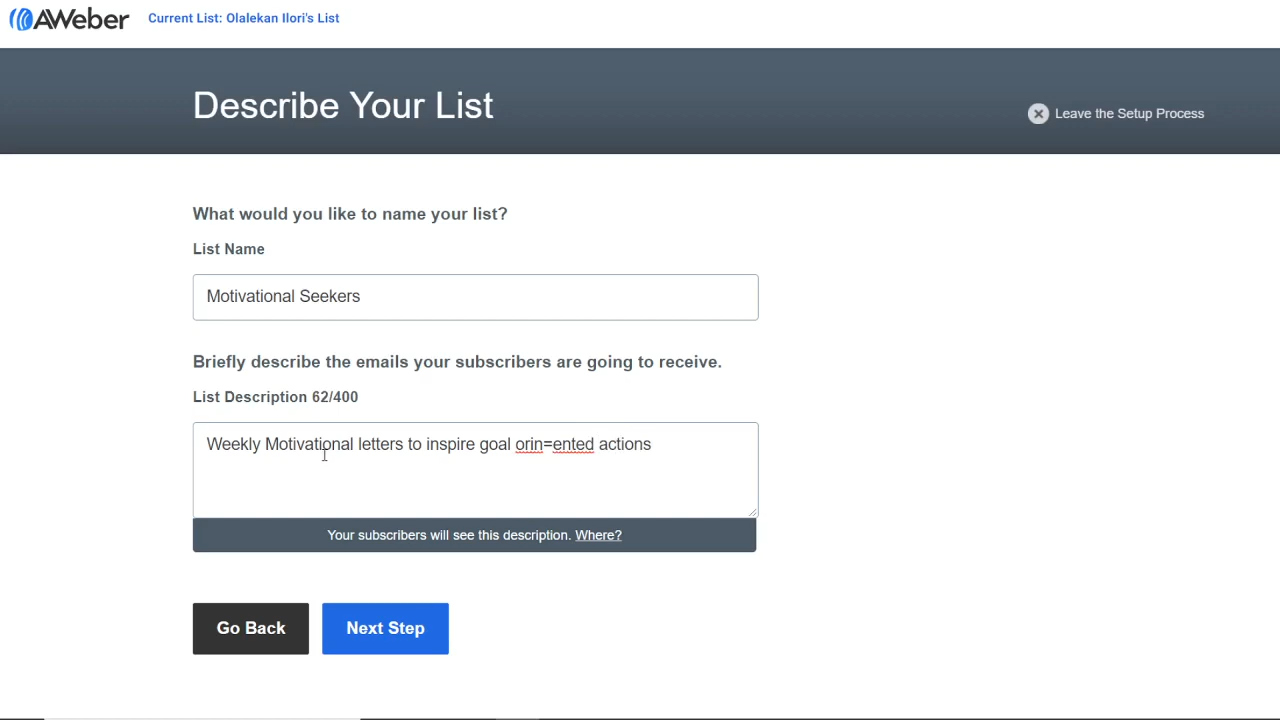 AWeber Current List: Olalekan Ilori's List
Describe Your List
Leave the Setup Process
What would you like to name your list?
List Name
Motivational Seekers
Briefly describe the emails your subscribers are going to receive.
List Description 62/400
Weekly Motivational letters to inspire goal orin=ented actions
Your subscribers will see this description. Where?
Go Back Next Step